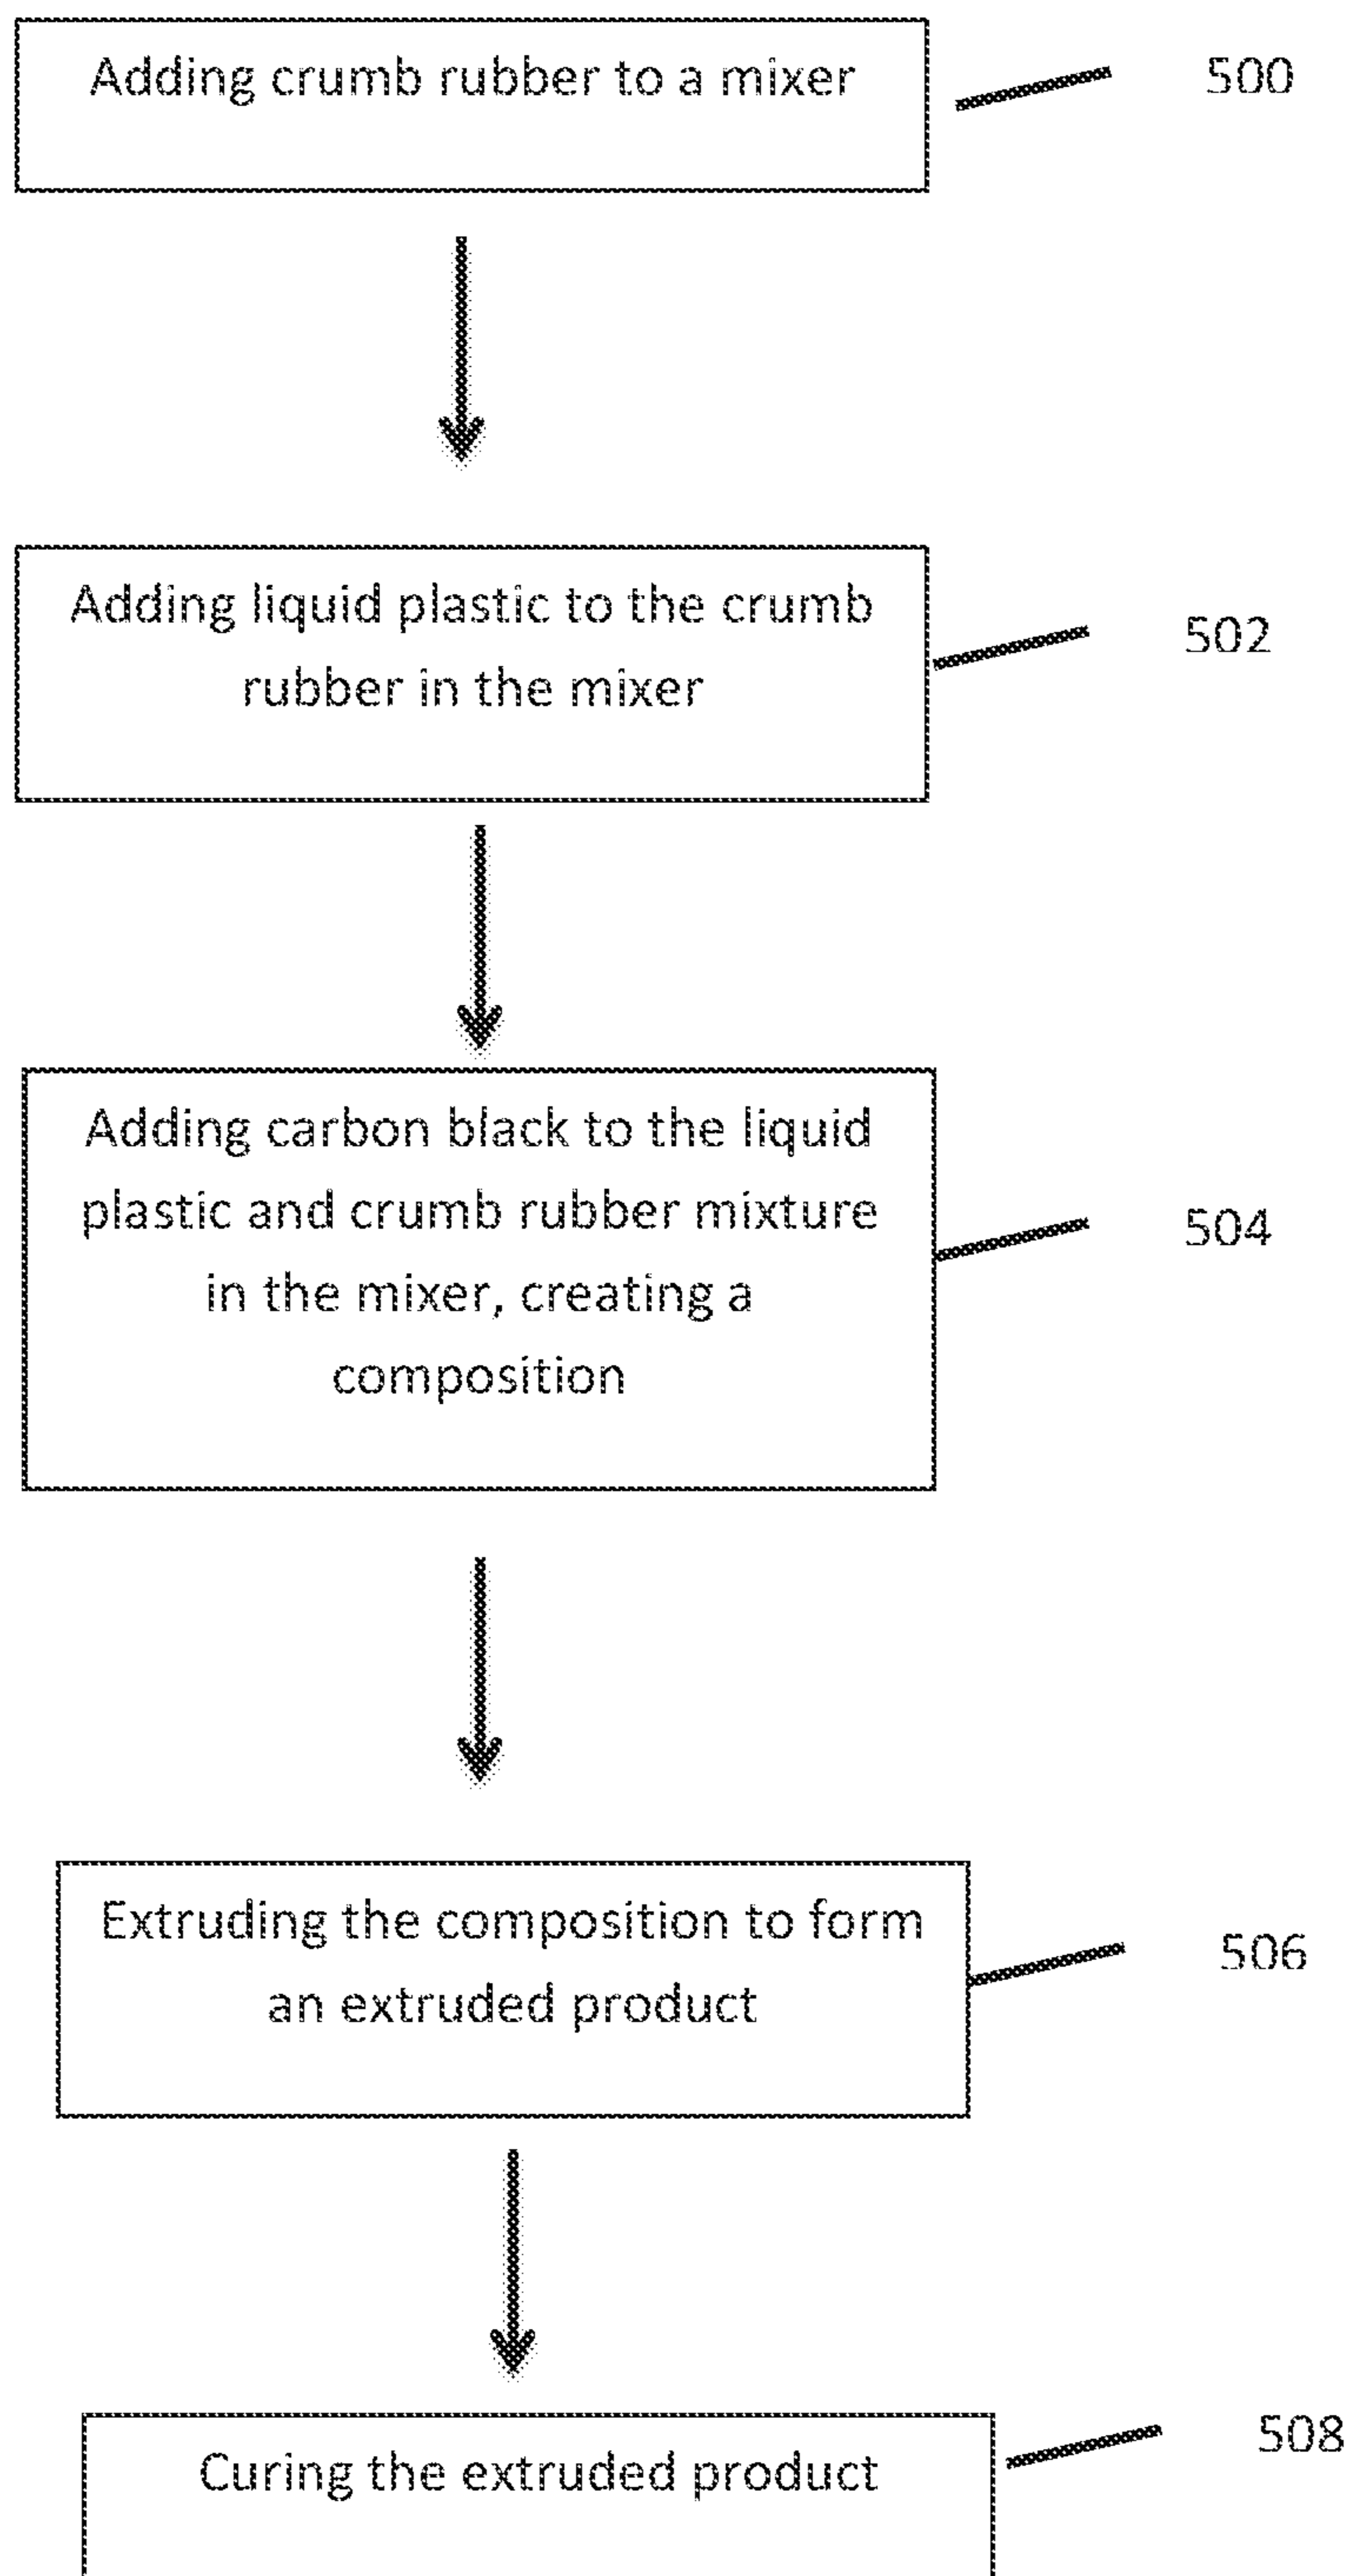 Adding crumb rubber to a mixer
500
Adding liquid plastic to the crumb
rubber in the mixer
502
Adding carbon black to the liquid
plastic and crumb rubber mixture
in the mixer, creating a
composition
504
Extruding the composition to form
an extruded product
506
Curing the extruded product
508